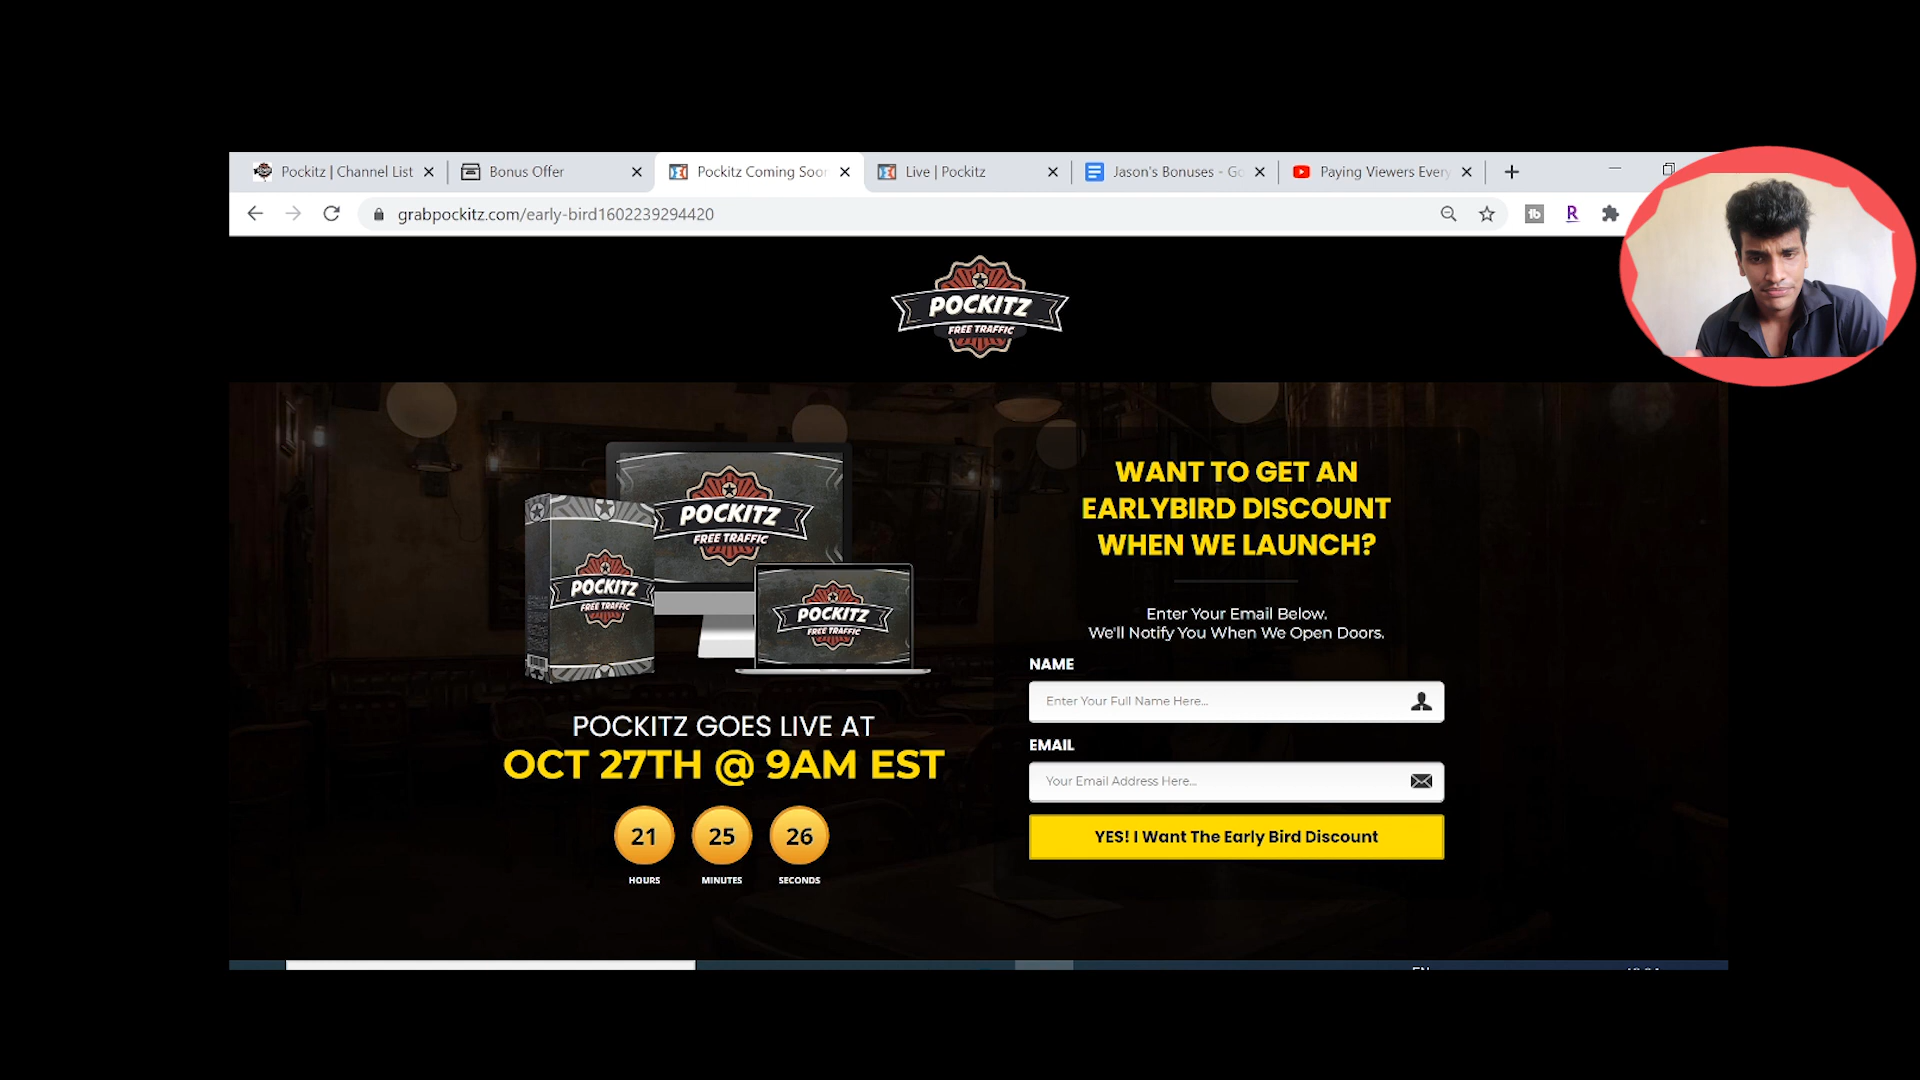 Pockitz | Channel List
Bonus Offer
Pockitz Coming Soon
Live | Pockitz
Jason's Bonuses - Go
Paying Viewers Every
grabpockitz.com/early-bird1602239294420
tb
R
POCKITZ
FREE TRAFFIC
POCKITZ
FREE TRAFFIC
POCKITZ
FREE TRAFFIC
POCKITZ
FREE TRAFFIC
POCKITZ GOES LIVE AT
OCT 27TH @ 9AM EST
21 25 26
HOURS MINUTES SECONDS
WANT TO GET AN
EARLYBIRD DISCOUNT
WHEN WE LAUNCH?
Enter Your Email Below.
We'll Notify You When We Open Doors.
NAME
Enter Your Full Name Here...
EMAIL
Your Email Address Here...
YES! I Want The Early Bird Discount